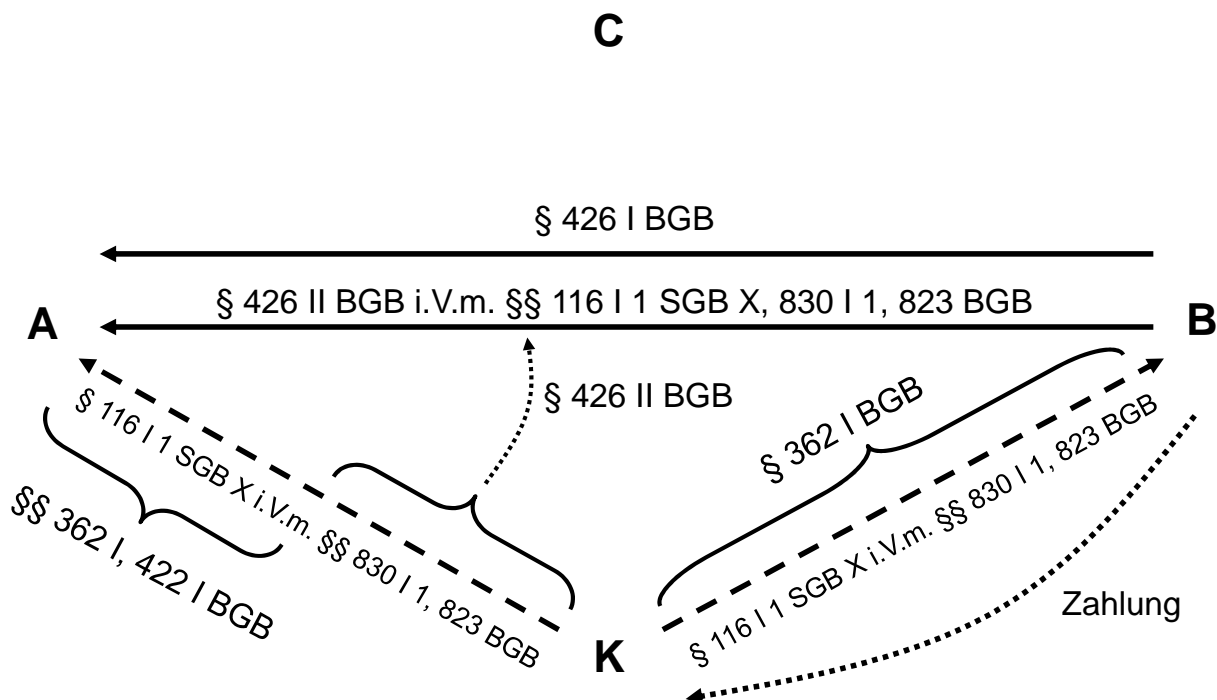 C
§ 426 I BGB
§ 426 II BGB i.V.m. §§ 116 I 1 SGB X, 830 I 1, 823 BGB
A
B
§ 426 II BGB
§ 362 I BGB
§ 116 I 1 SGB X i.V.m. §§ 830 I 1, 823 BGB
§§ 362 I, 422 I BGB
§ 116 I 1 SGB X i.V.m. §§ 830 I 1, 823 BGB
Zahlung
K